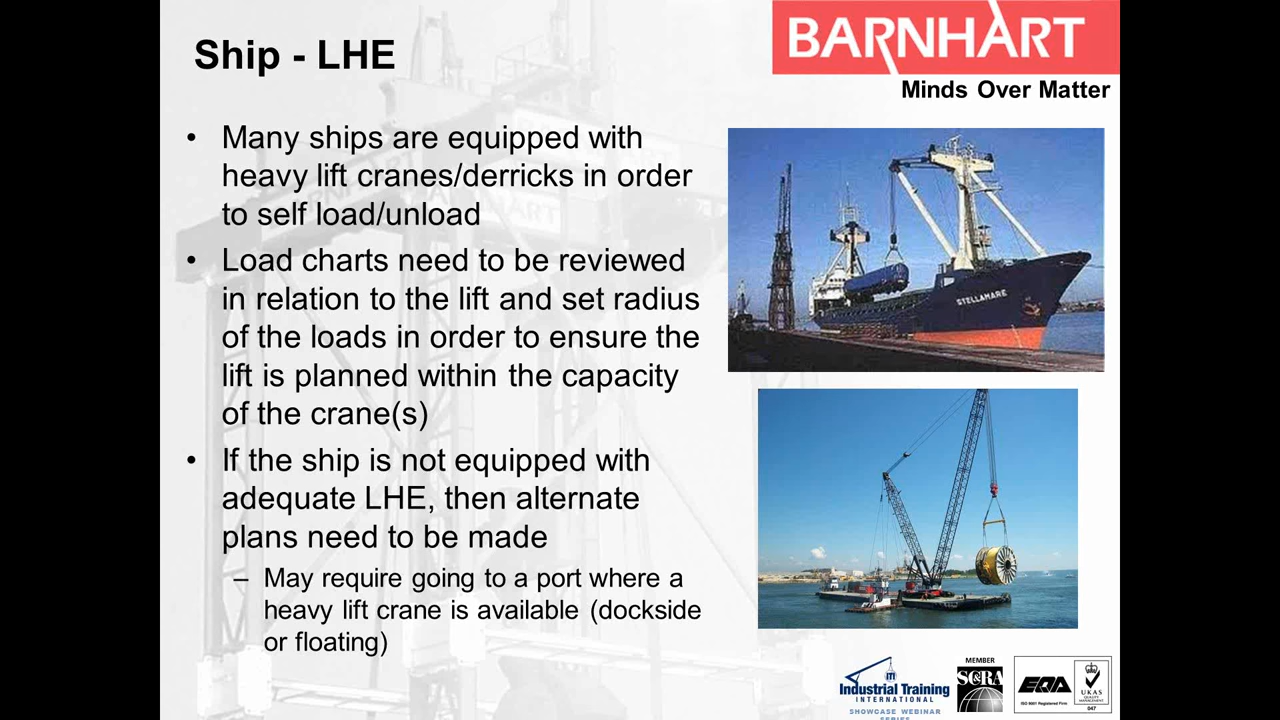 Ship - LHE
BARNHART
Minds Over Matter
• Many ships are equipped with
heavy lift cranes/derricks in order
to self load/unload
• Load charts need to be reviewed
in relation to the lift and set radius
of the loads in order to ensure the
lift is planned within the capacity
of the crane(s)
• If the ship is not equipped with
adequate LHE, then alternate
plans need to be made
– May require going to a port where a
heavy lift crane is available (dockside
or floating)
STELLAMARE
ITI
Industrial Training
INTERNATIONAL
SHOWCASE WEBINAR
SERIES
MEMBER
SC&RA
EQA
ISO 9001 Registered Firm
UKAS
QUALITY
MANAGEMENT
047